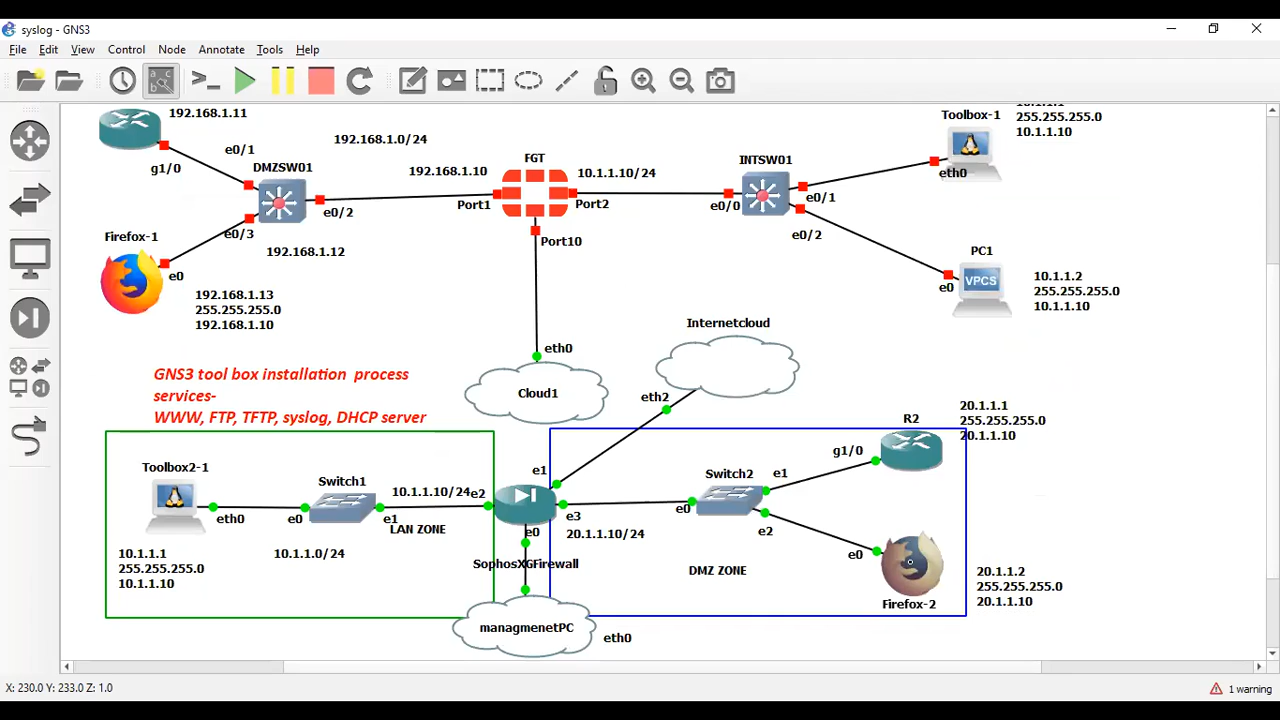 syslog - GNS3
File Edit View Control Node Annotate Tools Help
192.168.1.11
g1/0
e0/1
192.168.1.0/24
DMZSW01
e0/2
e0/3
192.168.1.12
Firefox-1
e0
192.168.1.13
255.255.255.0
192.168.1.10
192.168.1.10
Port1
FGT
10.1.1.10/24
Port2
Port10
INTSW01
e0/0
e0/1
e0/2
Toolbox-1
eth0
10.1.1.1
255.255.255.0
10.1.1.10
PC1
VPCS
e0
10.1.1.2
255.255.255.0
10.1.1.10
eth0
Cloud1
Internetcloud
eth2
GNS3 tool box installation process
services-
WWW, FTP, TFTP, syslog, DHCP server
Toolbox2-1
eth0
10.1.1.1
255.255.255.0
10.1.1.10
Switch1
e0
e1
10.1.1.0/24
10.1.1.10/24
LAN ZONE
e2
e1
e3
e0
SophosXGFirewall
20.1.1.10/24
managmenetPC
eth0
Switch2
e0
e1
e2
DMZ ZONE
R2
g1/0
20.1.1.1
255.255.255.0
20.1.1.10
e0
Firefox-2
20.1.1.2
255.255.255.0
20.1.1.10
X: 230.0 Y: 233.0 Z: 1.0
1 warning